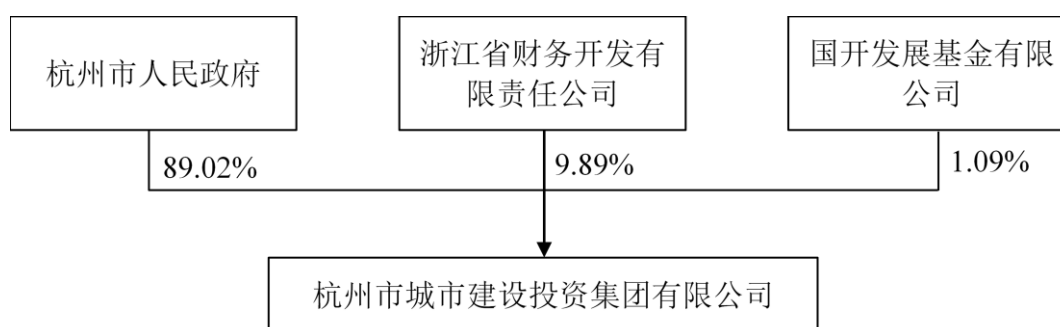 杭州市人民政府
浙江省财务开发有
限责任公司
国开发展基金有限
公司
89.02%
9.89%
1.09%
杭州市城市建设投资集团有限公司